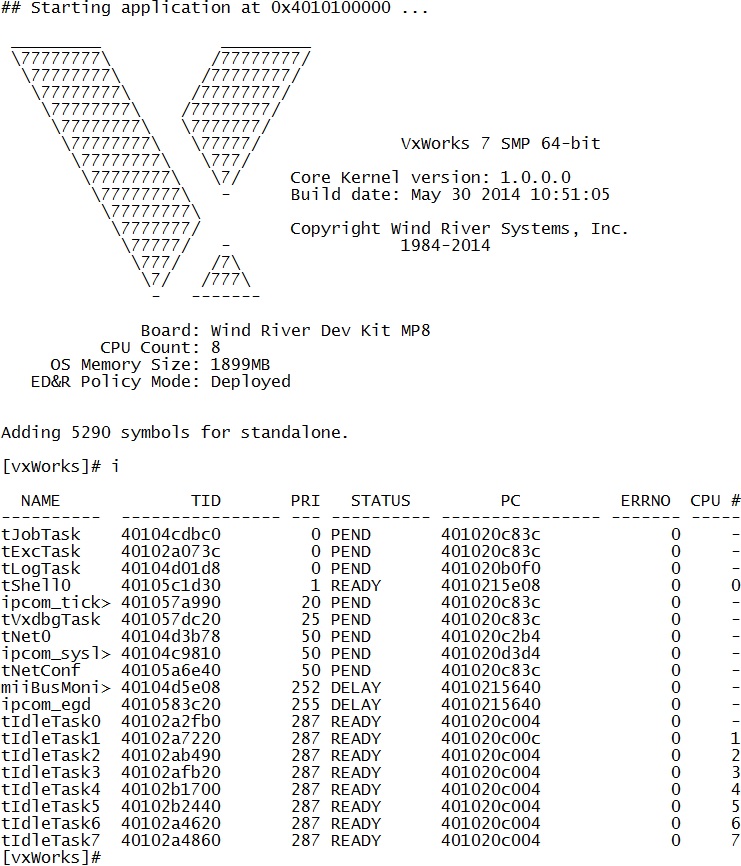 ## Starting application at 0x4010100000 ...
 _________            _________
 \77777777\          /77777777/
  \77777777\        /77777777/
   \77777777\      /77777777/
    \77777777\    /77777777/
     \77777777\   \7777777/
      \77777777\   \77777/              VxWorks 7 SMP 64-bit
       \77777777\   \777/
        \77777777\   \7/     Core Kernel version: 1.0.0.0
         \77777777\   -      Build date: May 30 2014 10:51:05
          \77777777\
           \7777777/         Copyright Wind River Systems, Inc.
            \77777/   -                 1984-2014
             \777/   /7\
              \7/   /777\
               -   -------
              Board: Wind River Dev Kit MP8
          CPU Count: 8
     OS Memory Size: 1899MB
   ED&R Policy Mode: Deployed
Adding 5290 symbols for standalone.
[vxWorks]# i
  NAME             TID       PRI   STATUS         PC          ERRNO  CPU #
---------- ---------------- --- ---------- ---------------- ------- -----
tJobTask    40104cdbc0         0 PEND       401020c83c             0     -
tExcTask    40102a073c         0 PEND       401020c83c             0     -
tLogTask    40104d01d8         0 PEND       401020b0f0             0     -
tShell0     40105c1d30         1 READY      4010215e08             0     0
ipcom_tick> 401057a990        20 PEND       401020c83c             0     -
tVxdbgTask  401057dc20        25 PEND       401020c83c             0     -
tNet0       40104d3b78        50 PEND       401020c2b4             0     -
ipcom_sysl> 40104c9810        50 PEND       401020d3d4             0     -
tNetConf    40105a6e40        50 PEND       401020c83c             0     -
miiBusMoni> 40104d5e08       252 DELAY      4010215640             0     -
ipcom_egd   4010583c20       255 DELAY      4010215640             0     -
tIdleTask0  40102a2fb0       287 READY      401020c004             0     -
tIdleTask1  40102a7220       287 READY      401020c00c             0     1
tIdleTask2  40102ab490       287 READY      401020c004             0     2
tIdleTask3  40102afb20       287 READY      401020c004             0     3
tIdleTask4  40102b1700       287 READY      401020c004             0     4
tIdleTask5  40102b2440       287 READY      401020c004             0     5
tIdleTask6  40102a4620       287 READY      401020c004             0     6
tIdleTask7  40102a4860       287 READY      401020c004             0     7
[vxWorks]#